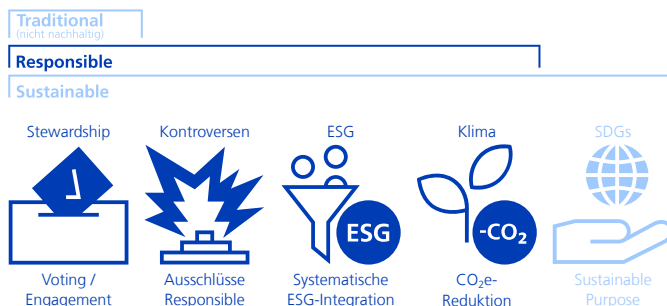 Traditional
(nicht nachhaltig)
Responsible
Sustainable
Stewardship Kontroversen ESG Klima SDGs
ESG -CO₂
Voting / Ausschlüsse Systematische CO₂e- Sustainable
Engagement Responsible ESG-Integration Reduktion Purpose